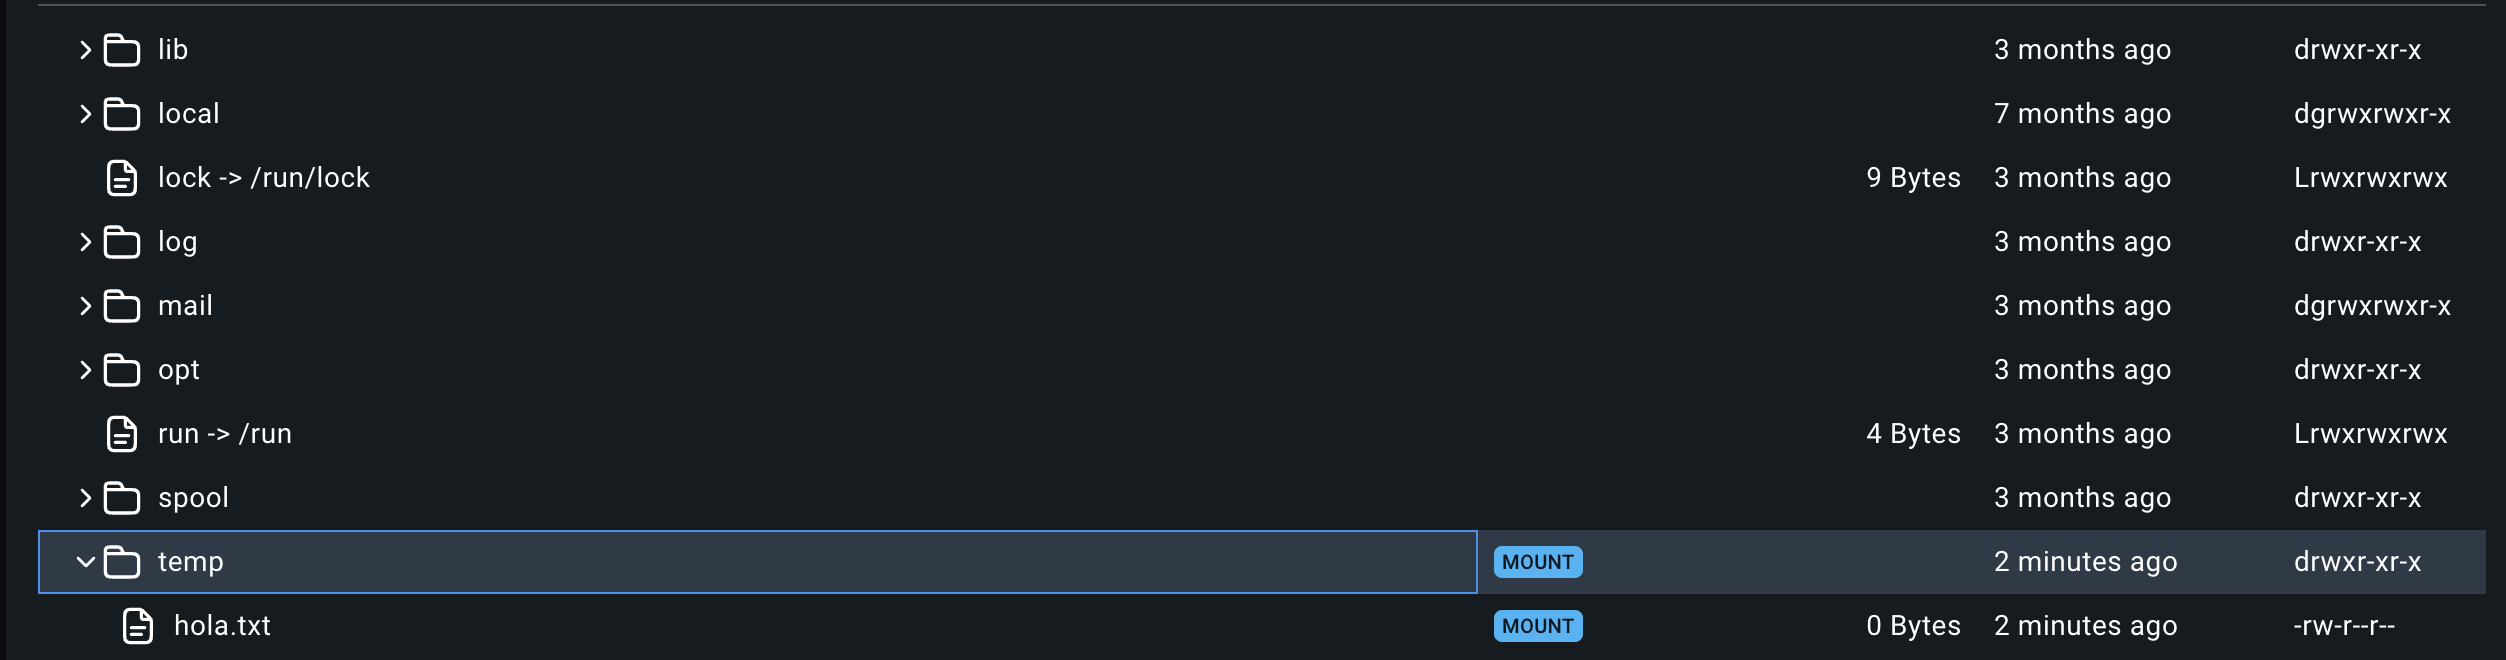 lib 3 months ago drwxr-xr-x
local 7 months ago dgrwxrwxr-x
lock -> /run/lock 9 Bytes 3 months ago Lrwxrwxrwx
log 3 months ago drwxr-xr-x
mail 3 months ago dgrwxrwxr-x
opt 3 months ago drwxr-xr-x
run -> /run 4 Bytes 3 months ago Lrwxrwxrwx
spool 3 months ago drwxr-xr-x
temp MOUNT 2 minutes ago drwxr-xr-x
hola.txt MOUNT 0 Bytes 2 minutes ago -rw-r--r--